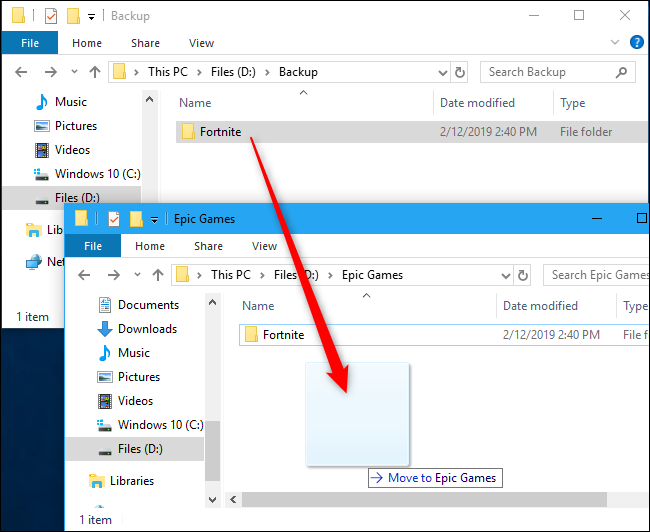 Backup
File Home Share View
This PC > Files (D:) > Backup
Search Backup
Name Date modified Type
Music
Pictures
Videos
Windows 10 (C:)
Files (D:)
Lib
Net
Fortnite 2/12/2019 2:40 PM File folder
1 item
Epic Games
File Home Share View
This PC > Files (D:) > Epic Games
Search Epic Games
Name Date modified Type
Documents
Downloads
Music
Pictures
Videos
Windows 10 (C:)
Files (D:)
Libraries
Fortnite 2/12/2019 2:40 PM File fol
Move to Epic Games
1 item